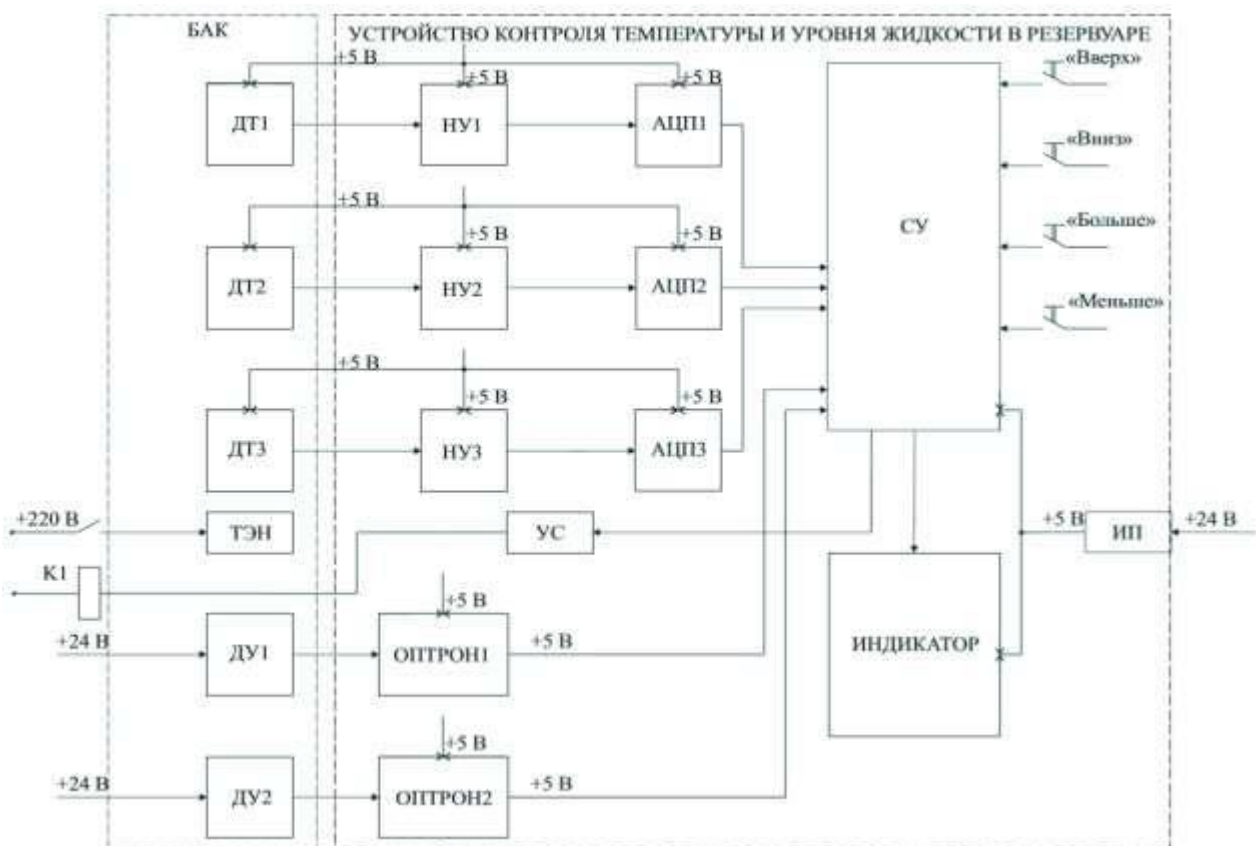 БАК
УСТРОЙСТВО КОНТРОЛЯ ТЕМПЕРАТУРЫ И УРОВНЯ ЖИДКОСТИ В РЕЗЕРВУАРЕ
+5 В
+5 В
+5 В
«Вверх»
ДТ1
НУ1
АЦП1
«Вниз»
+5 В
+5 В
+5 В
СУ
«Больше»
ДТ2
НУ2
АЦП2
«Меньше»
+5 В
+5 В
+5 В
ДТ3
НУ3
АЦП3
+220 В
ТЭН
УС
+5 В
ИП
+24 В
К1
+5 В
+24 В
ДУ1
ОПТРОН1
+5 В
ИНДИКАТОР
+5 В
+24 В
ДУ2
ОПТРОН2
+5 В